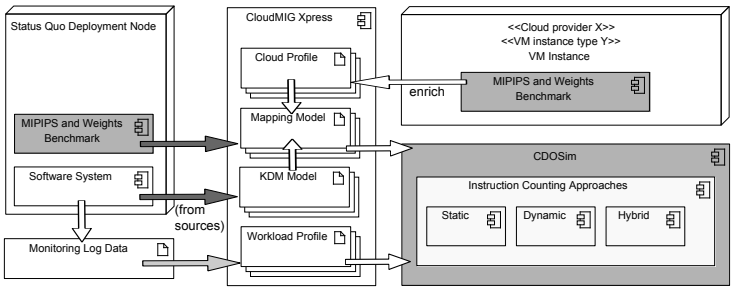 Status Quo Deployment Node
MIPIPS and Weights
Benchmark
Software System
Monitoring Log Data
CloudMIG Xpress
Cloud Profile
Mapping Model
KDM Model
(from
sources)
Workload Profile
<<Cloud provider X>>
<<VM instance type Y>>
VM Instance
MIPIPS and Weights
Benchmark
enrich
CDOSim
Instruction Counting Approaches
Static
Dynamic
Hybrid